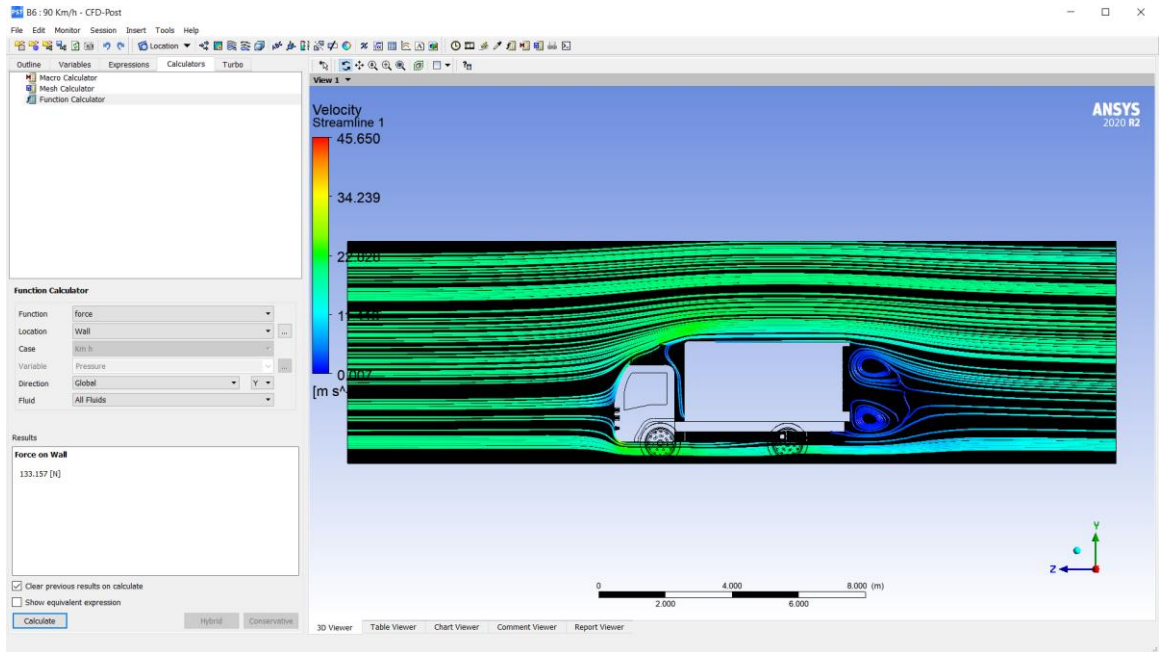 B6 : 90 Km/h - CFD-Post
File Edit Monitor Session Insert Tools Help
Location
Outline Variables Expressions Calculators Turbo
Macro Calculator
Mesh Calculator
Function Calculator
Function Calculator
Function force
Location Wall ...
Case Km h
Variable Pressure ...
Direction Global Y
Fluid All Fluids
Results
Force on Wall
133.157 [N]
Clear previous results on calculate
Show equivalent expression
Calculate Hybrid Conservative
View 1
Velocity
Streamline 1
45.650
34.239
22.828
0.007
[m s^
ANSYS
2020 R2
Y
Z
0 4.000 8.000 (m)
2.000 6.000
3D Viewer Table Viewer Chart Viewer Comment Viewer Report Viewer